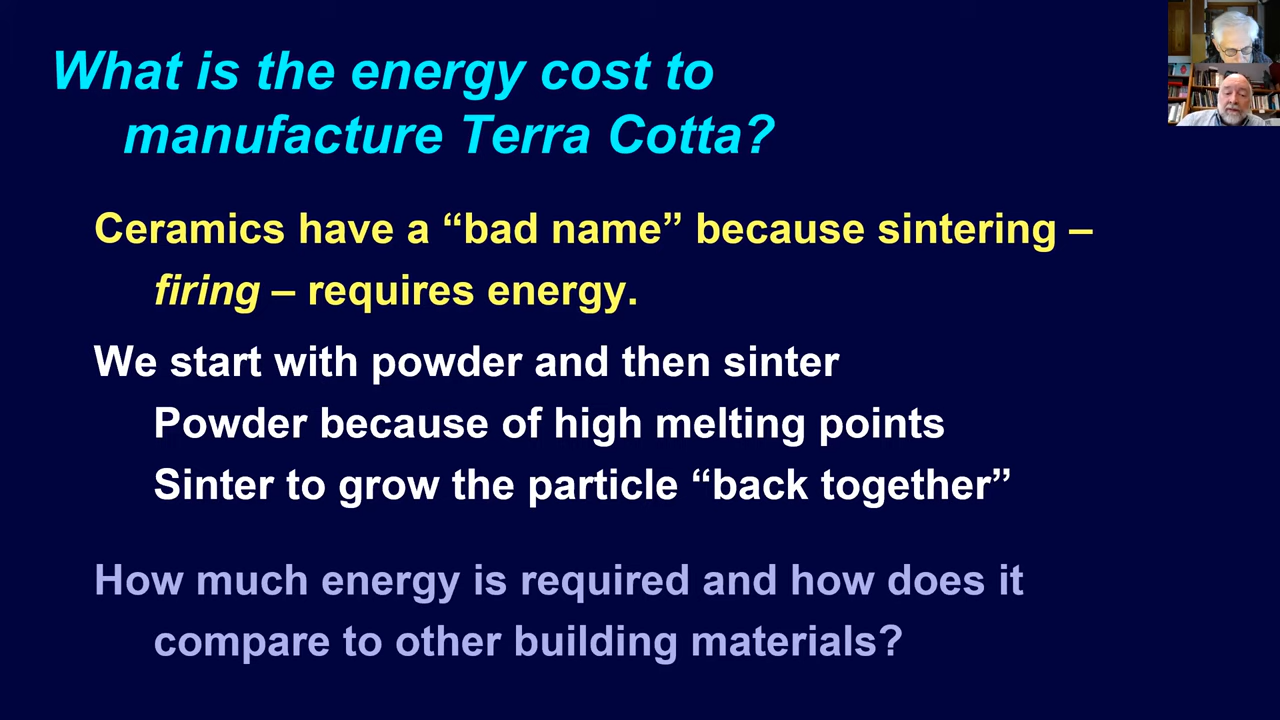 What is the energy cost to
manufacture Terra Cotta?
Ceramics have a “bad name” because sintering –
firing – requires energy.
We start with powder and then sinter
Powder because of high melting points
Sinter to grow the particle “back together”
How much energy is required and how does it
compare to other building materials?